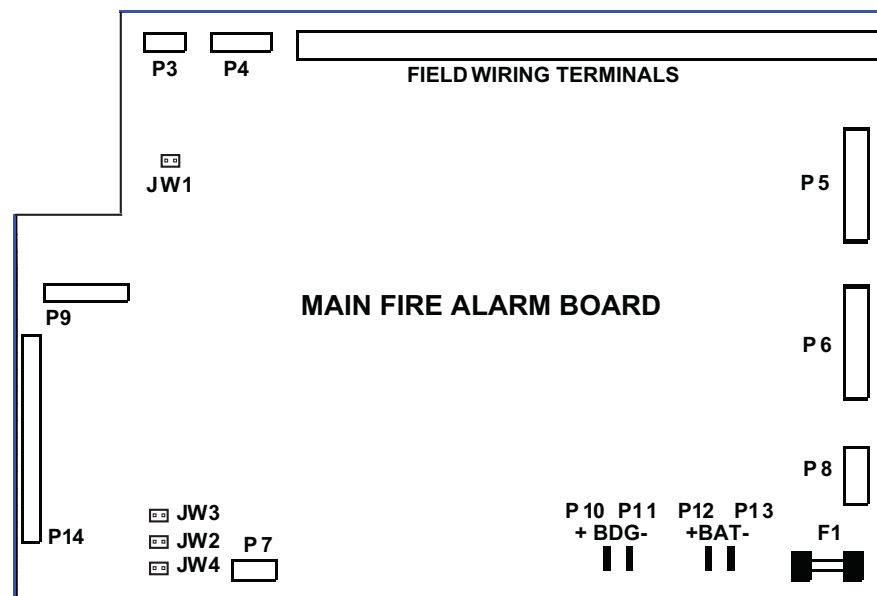 P3 P4 FIELD WIRING TERMINALS
JW1
P5
P9
MAIN FIRE ALARM BOARD
P6
P8
P10 P11 P12 P13
+ BDG- +BAT- F1
JW3
P14 JW2 P7
JW4